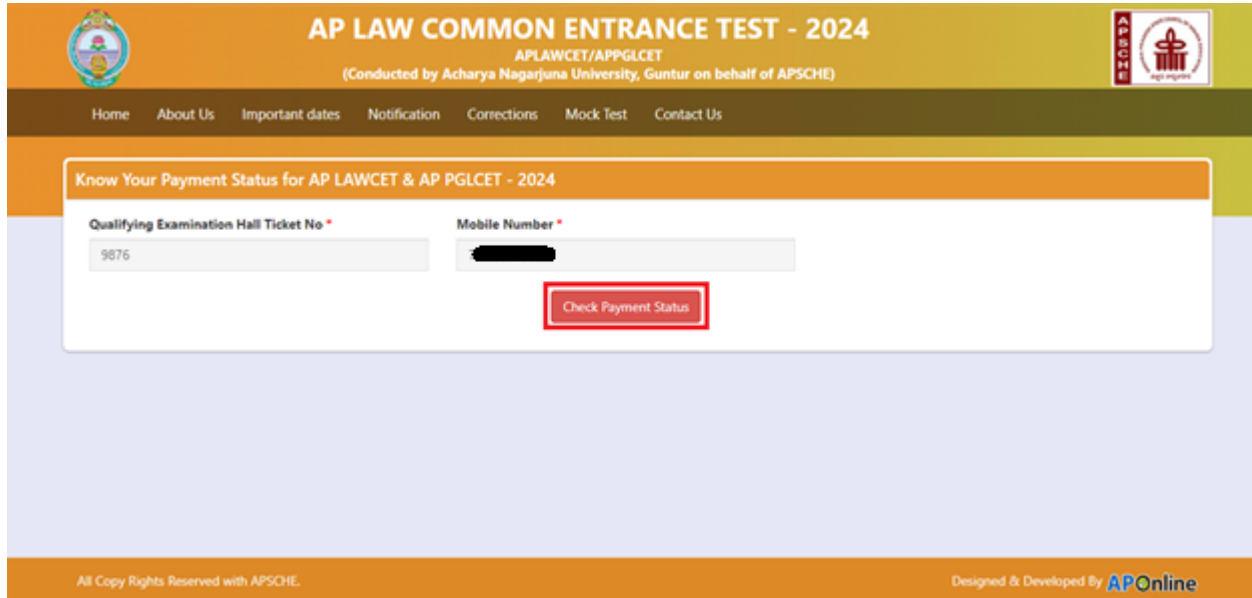 AP LAW COMMON ENTRANCE TEST - 2024
APLAWCET/APPGLCET
(Conducted by Acharya Nagarjuna University, Guntur on behalf of APSCHE)
APSCHE
Home About Us Important dates Notification Corrections Mock Test Contact Us
Know Your Payment Status for AP LAWCET & AP PGLCET - 2024
Qualifying Examination Hall Ticket No * Mobile Number *
9876
Check Payment Status
All Copy Rights Reserved with APSCHE. Designed & Developed By APOnline